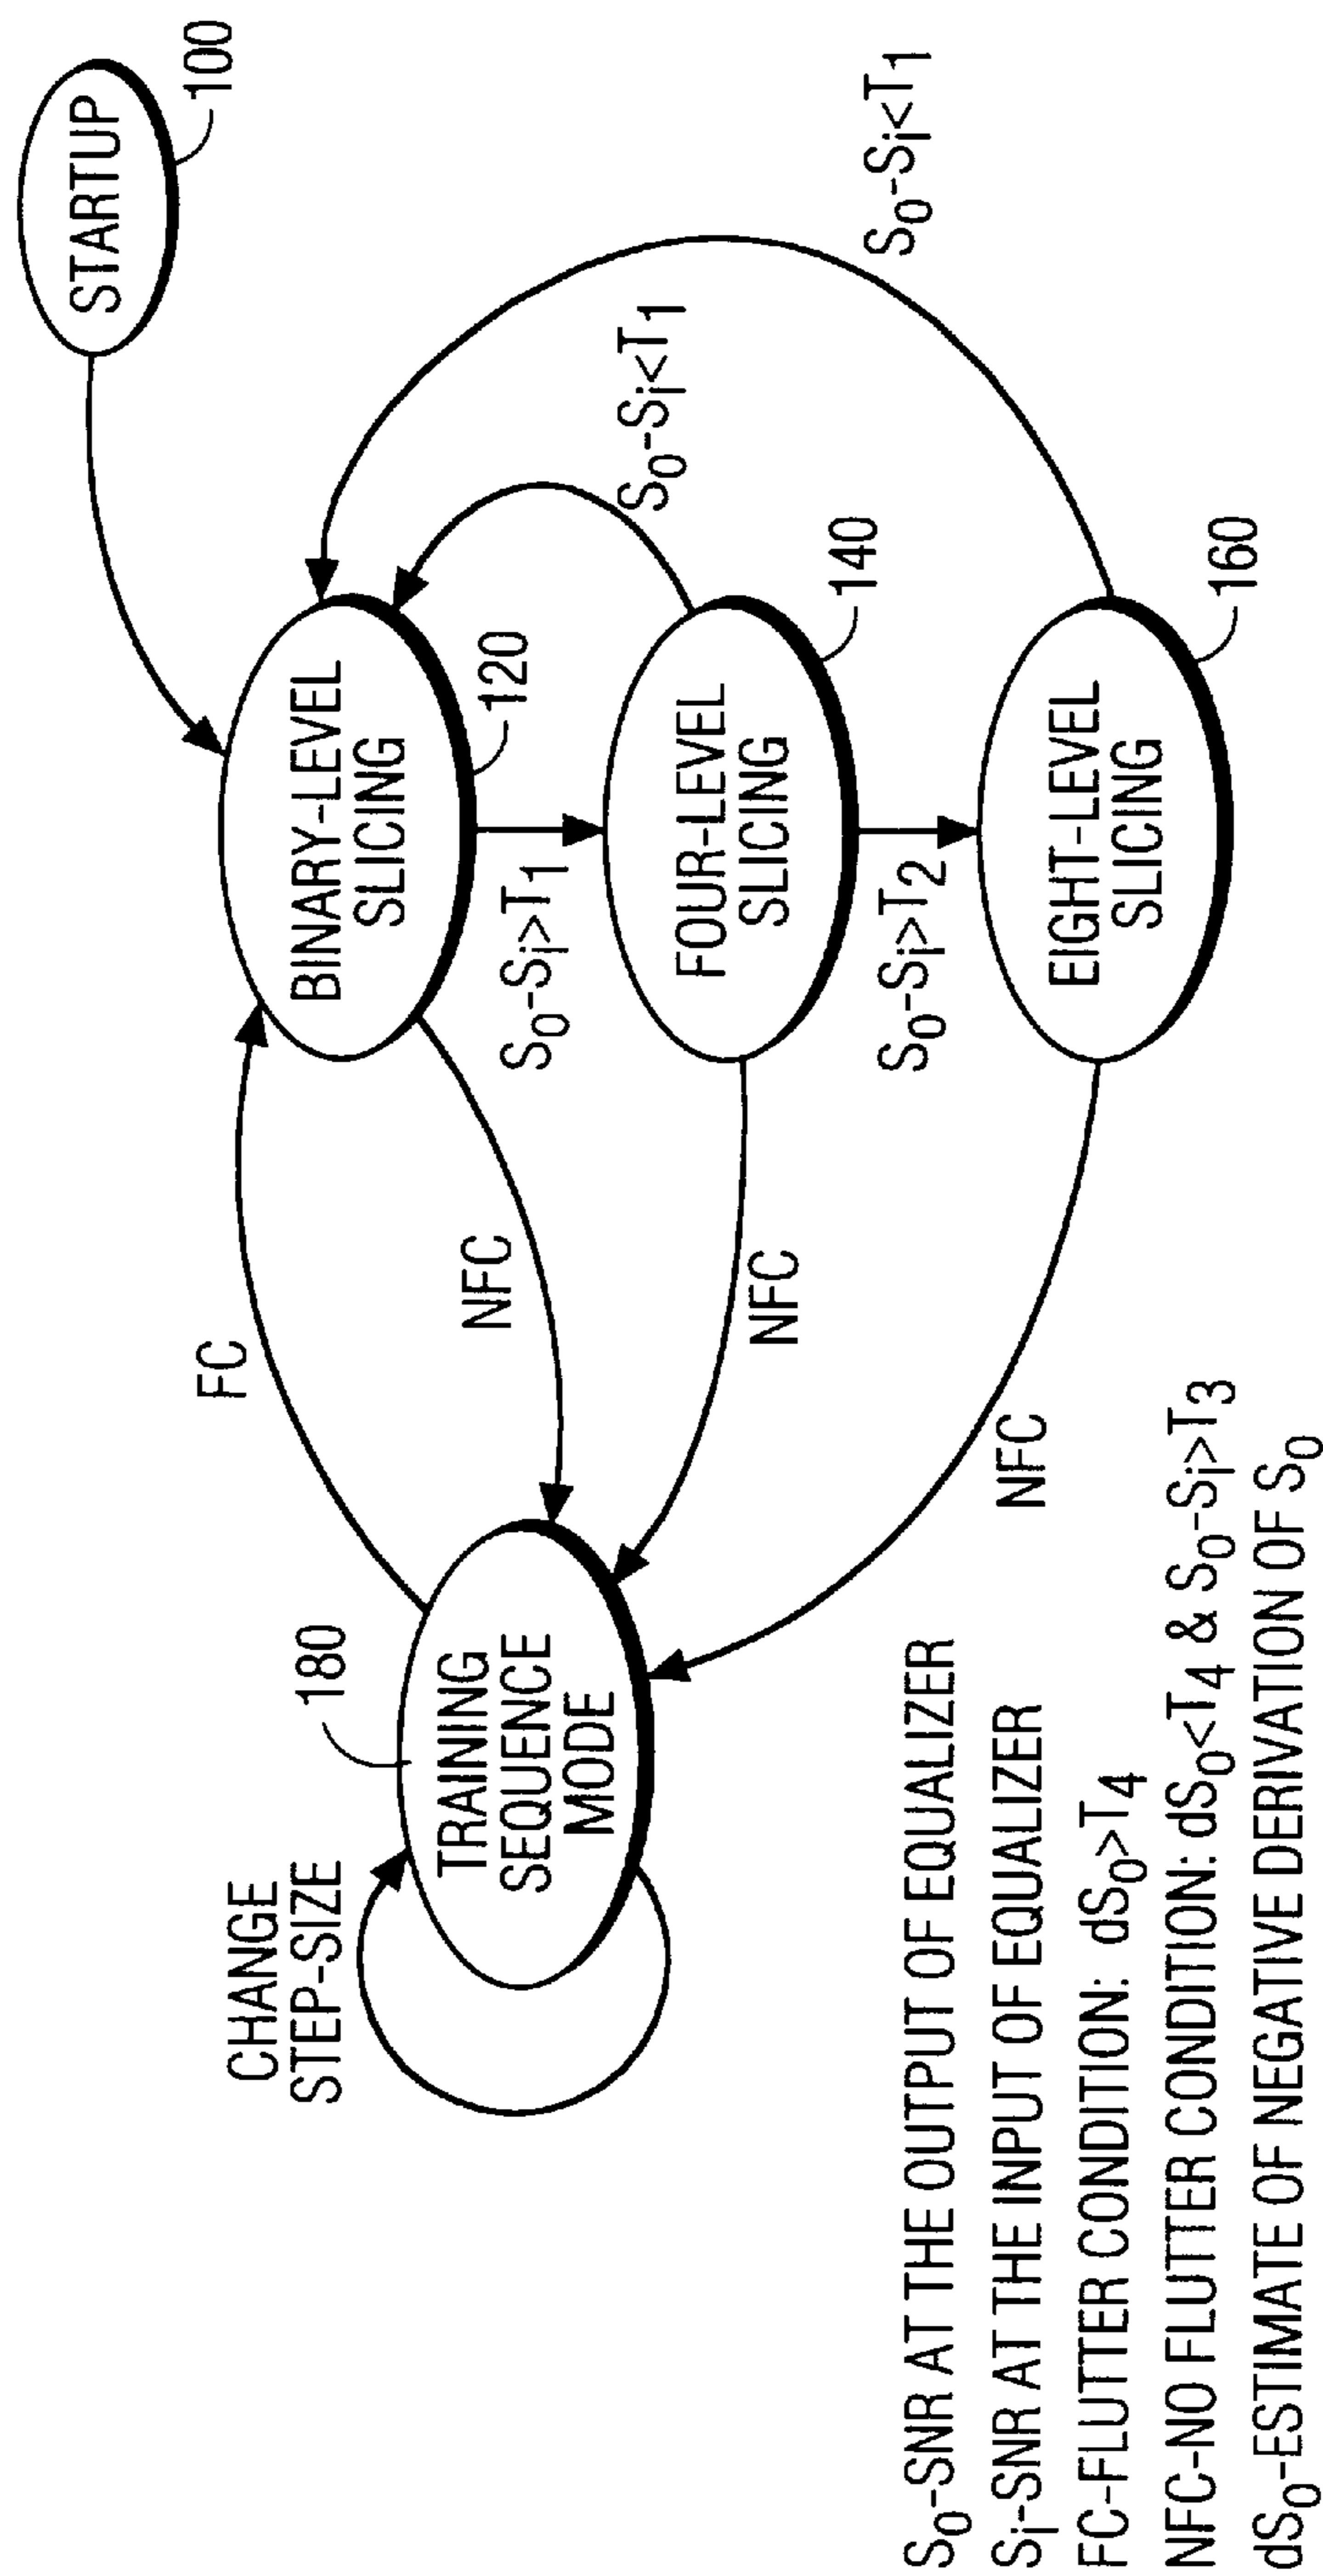 STARTUP
100
BINARY-LEVEL
SLICING
120
FC
NFC
S₀-Sᵢ>T₁
S₀-Sᵢ<T₁
S₀-Sᵢ<T₁
CHANGE
STEP-SIZE
180
TRAINING
SEQUENCE
MODE
FOUR-LEVEL
SLICING
140
NFC
S₀-Sᵢ>T₂
EIGHT-LEVEL
SLICING
160
NFC
S₀-SNR AT THE OUTPUT OF EQUALIZER
Sᵢ-SNR AT THE INPUT OF EQUALIZER
FC-FLUTTER CONDITION: dS₀>T₄
NFC-NO FLUTTER CONDITION: dS₀<T₄ & S₀-Sᵢ>T₃
dS₀-ESTIMATE OF NEGATIVE DERIVATION OF S₀